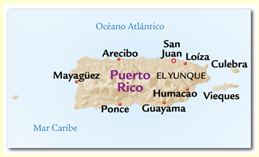 Océano Atlántico
San
Juan
Arecibo
Loíza
Culebra
Mayagüez
Puerto
Rico
EL YUNQUE
Humacao
Vieques
Ponce
Guayama
Mar Caribe